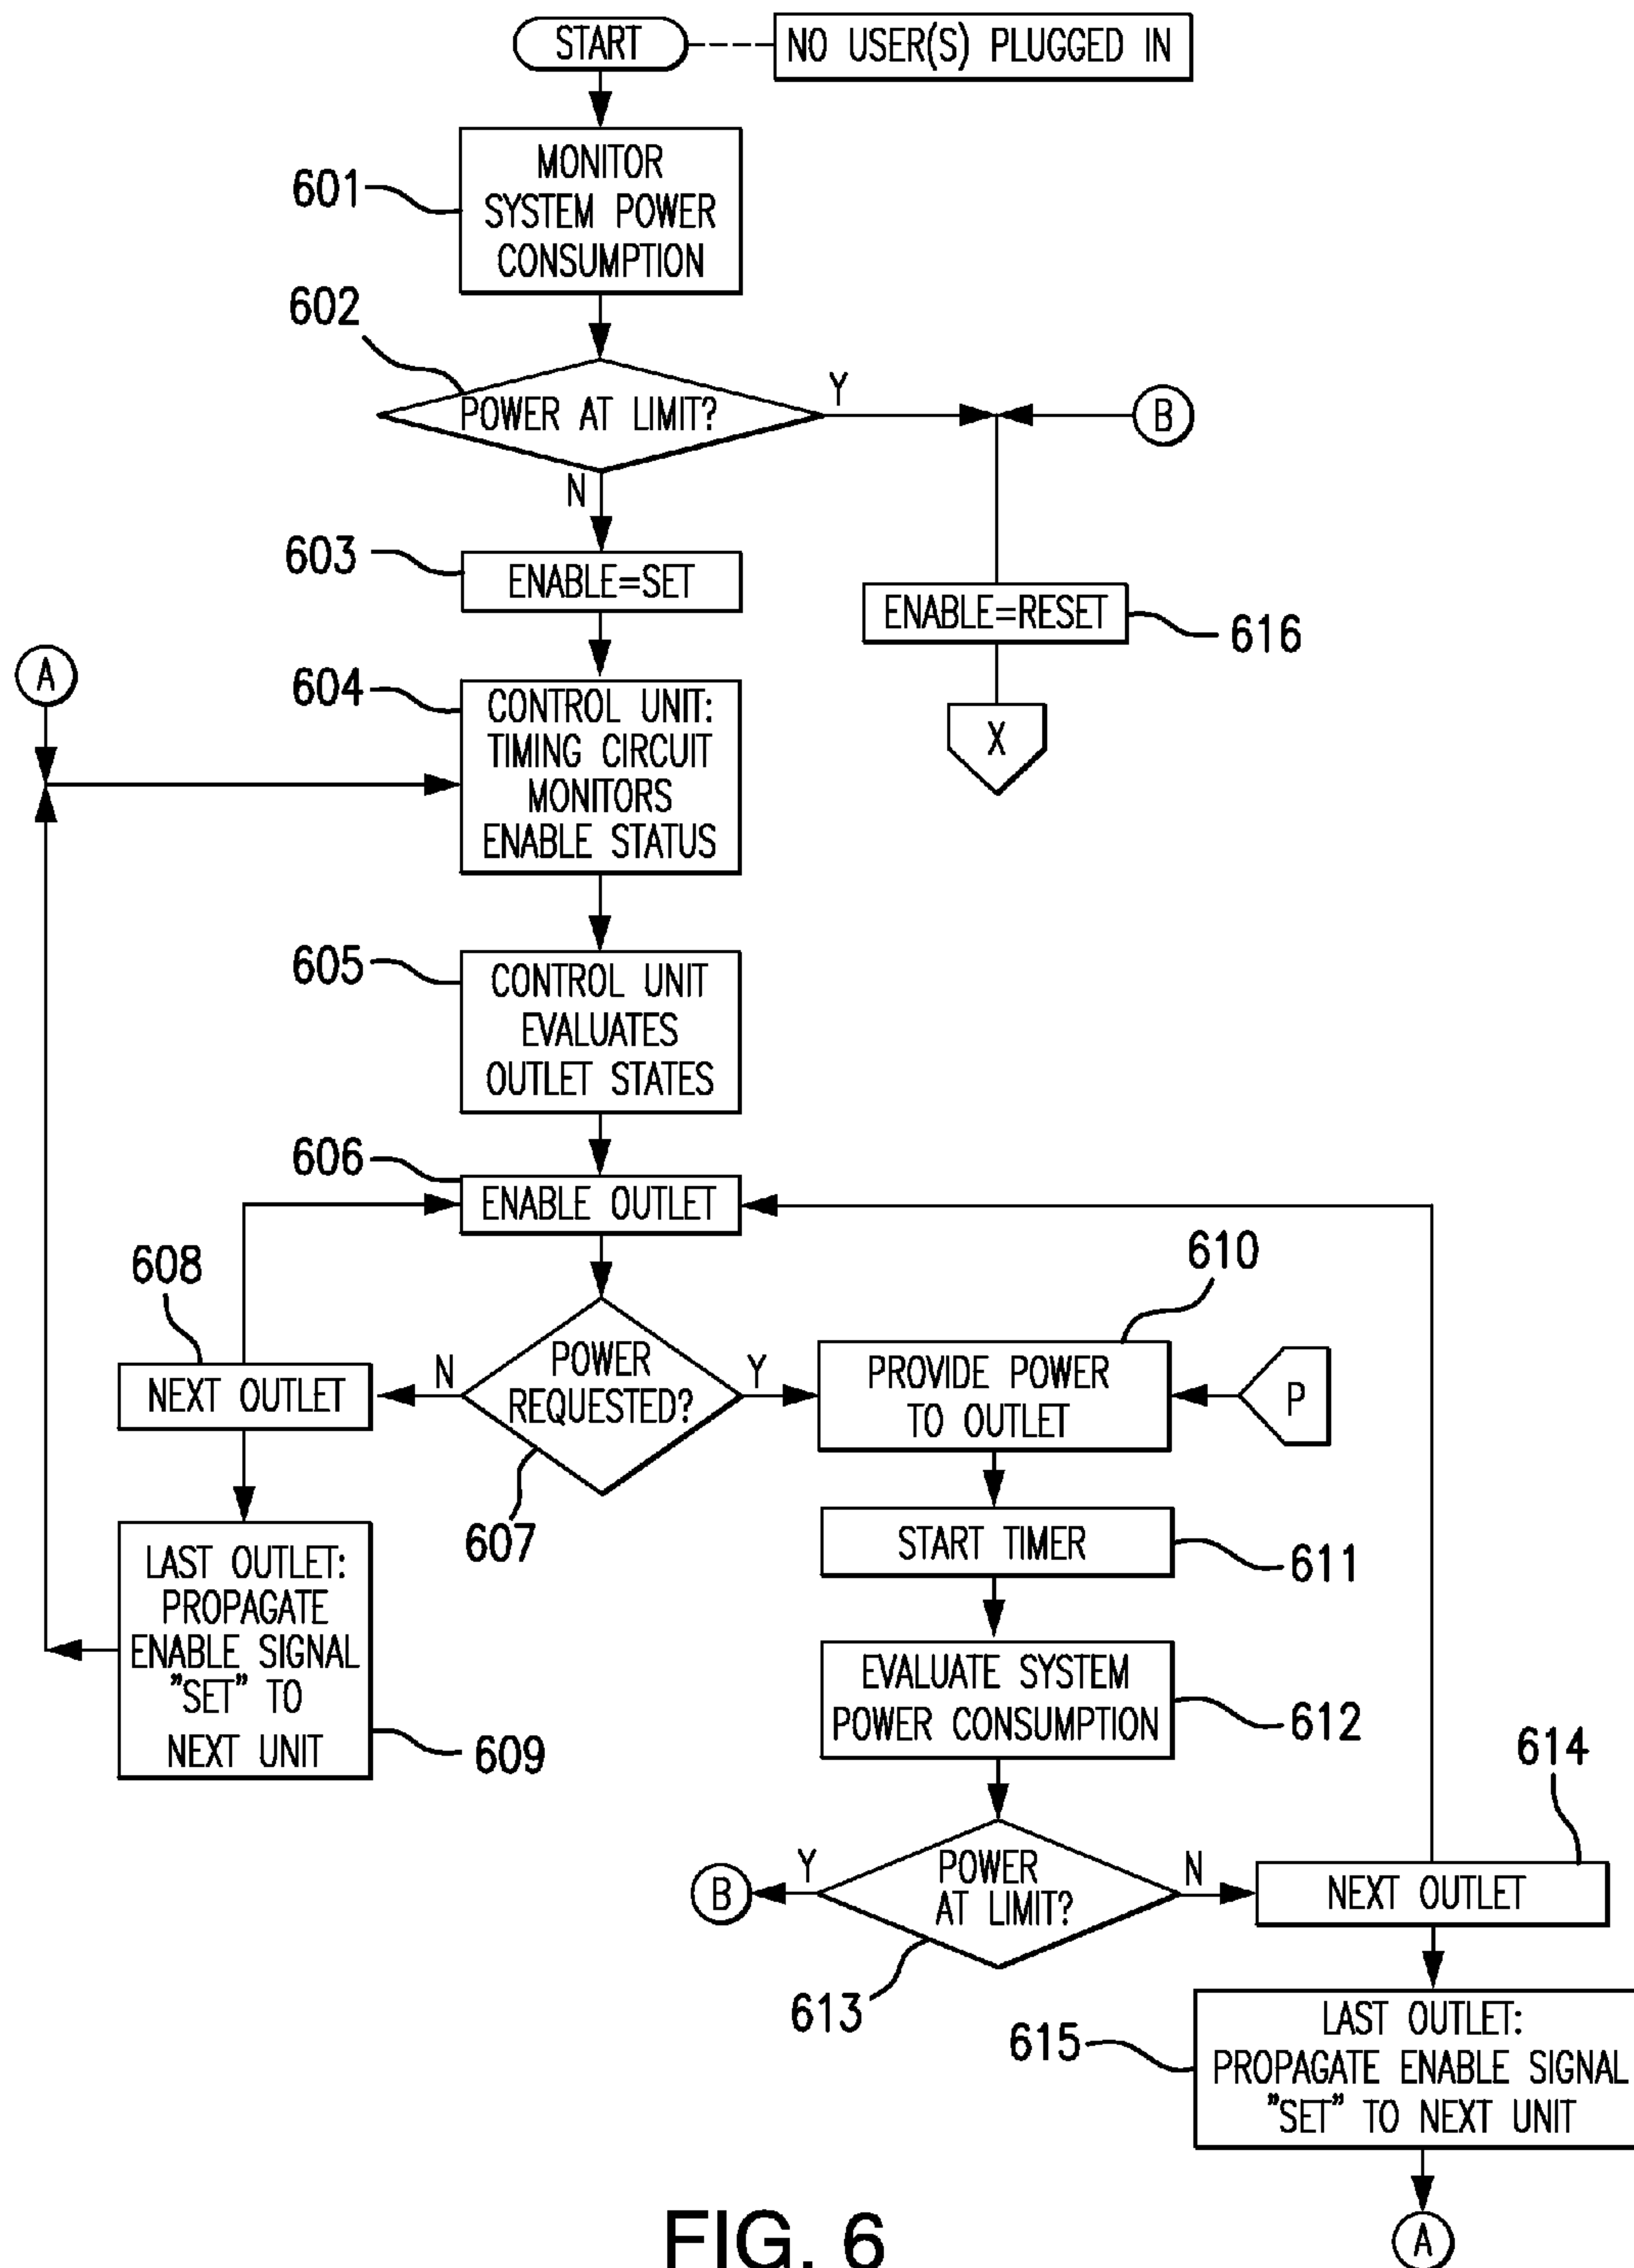 START
NO USER(S) PLUGGED IN
601
MONITOR
SYSTEM POWER
CONSUMPTION
602
POWER AT LIMIT?
Y
B
N
603
ENABLE=SET
ENABLE=RESET
616
A
604
CONTROL UNIT:
TIMING CIRCUIT
MONITORS
ENABLE STATUS
X
605
CONTROL UNIT
EVALUATES
OUTLET STATES
606
ENABLE OUTLET
608
610
NEXT OUTLET
N
POWER
REQUESTED?
Y
PROVIDE POWER
TO OUTLET
P
607
START TIMER
611
LAST OUTLET:
PROPAGATE
ENABLE SIGNAL
"SET" TO
NEXT UNIT
609
EVALUATE SYSTEM
POWER CONSUMPTION
612
614
B
Y
POWER
AT LIMIT?
N
NEXT OUTLET
613
615
LAST OUTLET:
PROPAGATE ENABLE SIGNAL
"SET" TO NEXT UNIT
A
FIG. 6